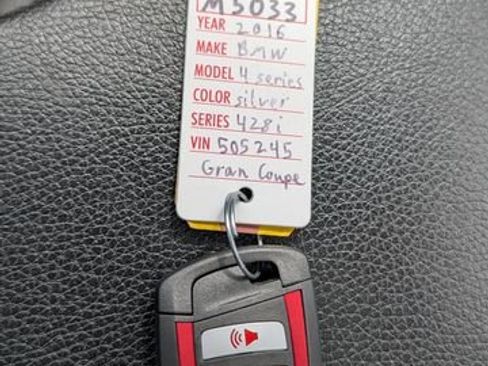 M5033
YEAR 2016
MAKE BMW
MODEL 4 series
COLOR silver
SERIES 428i
VIN 505245
Gran Coupe